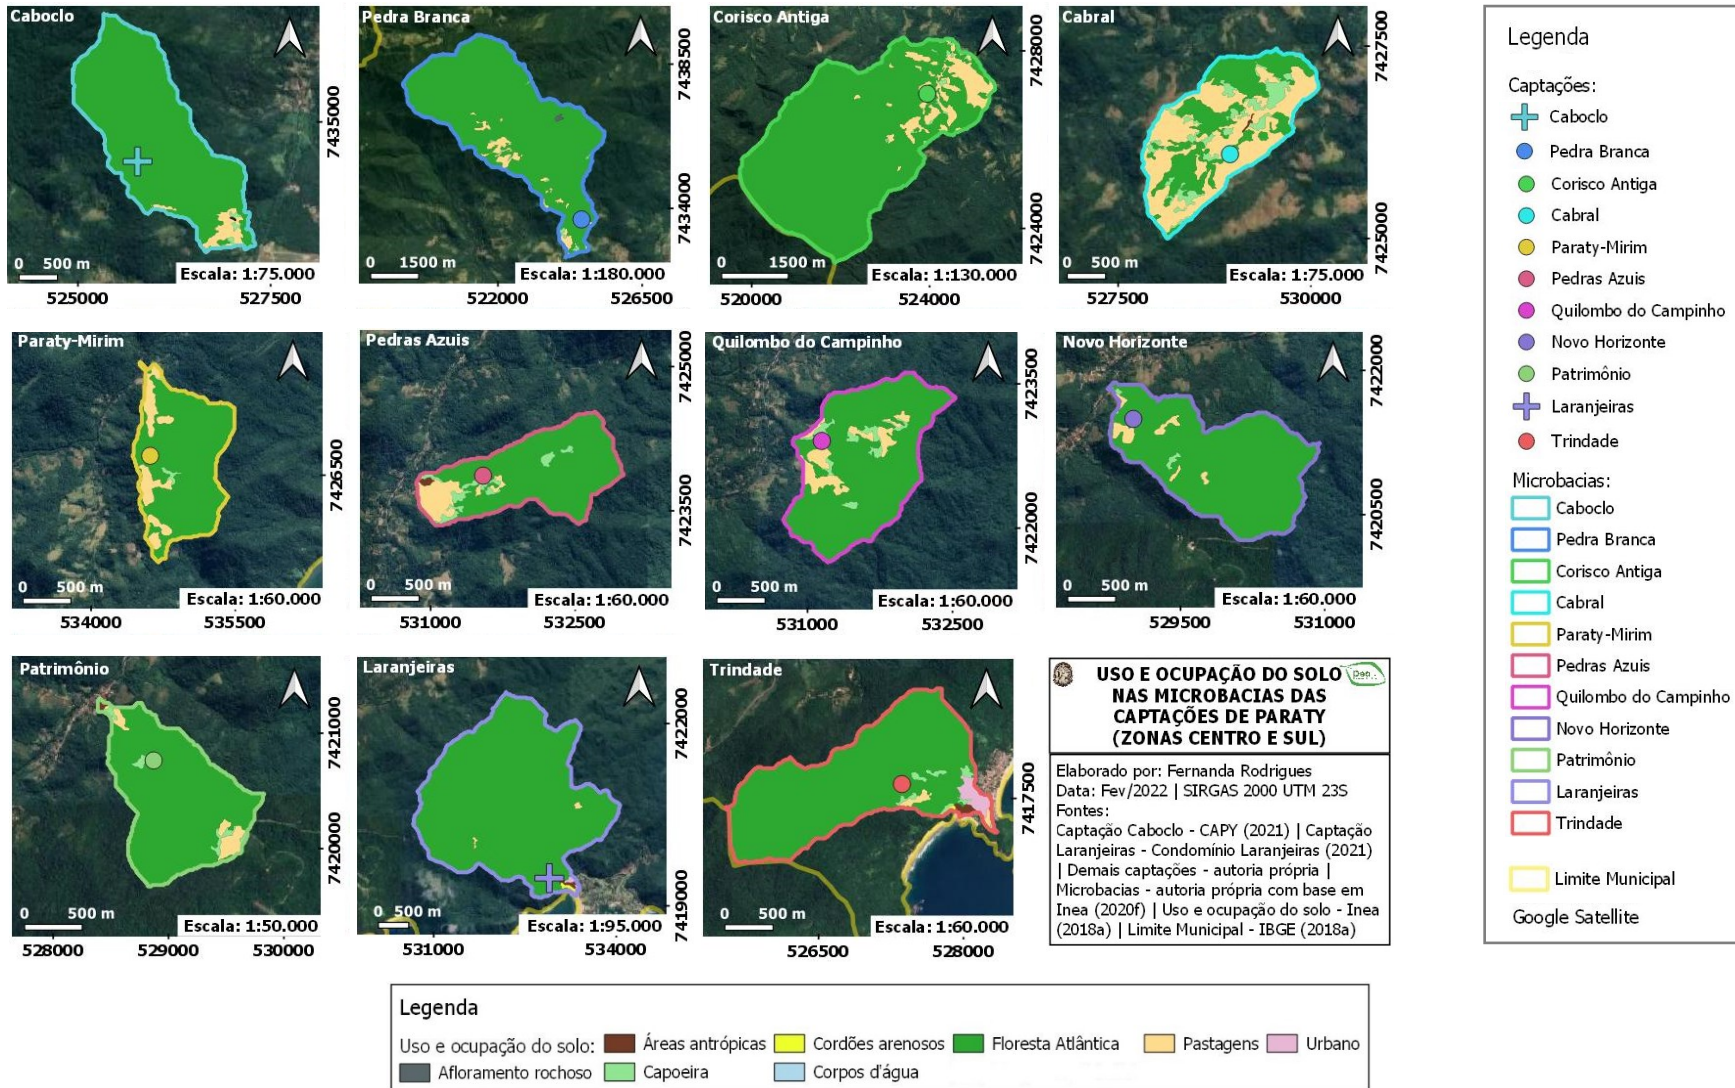 Caboclo
7435000
0 500 m
Escala: 1:75.000
525000 527500
Pedra Branca
7438500
7434000
0 1500 m
Escala: 1:180.000
522000 526500
Corisco Antiga
7428000
7424000
0 1500 m
Escala: 1:130.000
520000 524000
Cabral
7427500
7425000
0 500 m
Escala: 1:75.000
527500 530000
Paraty-Mirim
7426500
0 500 m
Escala: 1:60.000
534000 535500
Pedras Azuis
7425000
7423500
0 500 m
Escala: 1:60.000
531000 532500
Quilombo do Campinho
7423500
7422000
0 500 m
Escala: 1:60.000
531000 532500
Novo Horizonte
7422000
7420500
0 500 m
Escala: 1:60.000
529500 531000
Patrimônio
7421000
7420000
0 500 m
Escala: 1:50.000
528000 529000 530000
Laranjeiras
7422000
7419000
0 500 m
Escala: 1:95.000
531000 534000
Trindade
7417500
0 500 m
Escala: 1:60.000
526500 528000
USO E OCUPAÇÃO DO SOLO
NAS MICROBACIAS DAS
CAPTAÇÕES DE PARATY
(ZONAS CENTRO E SUL)
Elaborado por: Fernanda Rodrigues
Data: Fev/2022 | SIRGAS 2000 UTM 23S
Fontes:
Captação Caboclo - CAPY (2021) | Captação
Laranjeiras - Condomínio Laranjeiras (2021)
| Demais captações - autoria própria |
Microbacias - autoria própria com base em
Inea (2020f) | Uso e ocupação do solo - Inea
(2018a) | Limite Municipal - IBGE (2018a)
Legenda
Captações:
Caboclo
Pedra Branca
Corisco Antiga
Cabral
Paraty-Mirim
Pedras Azuis
Quilombo do Campinho
Novo Horizonte
Patrimônio
Laranjeiras
Trindade
Microbacias:
Caboclo
Pedra Branca
Corisco Antiga
Cabral
Paraty-Mirim
Pedras Azuis
Quilombo do Campinho
Novo Horizonte
Patrimônio
Laranjeiras
Trindade
Limite Municipal
Google Satellite
Legenda
Uso e ocupação do solo: Áreas antrópicas Cordões arenosos Floresta Atlântica Pastagens Urbano
Afloramento rochoso Capoeira Corpos d'água